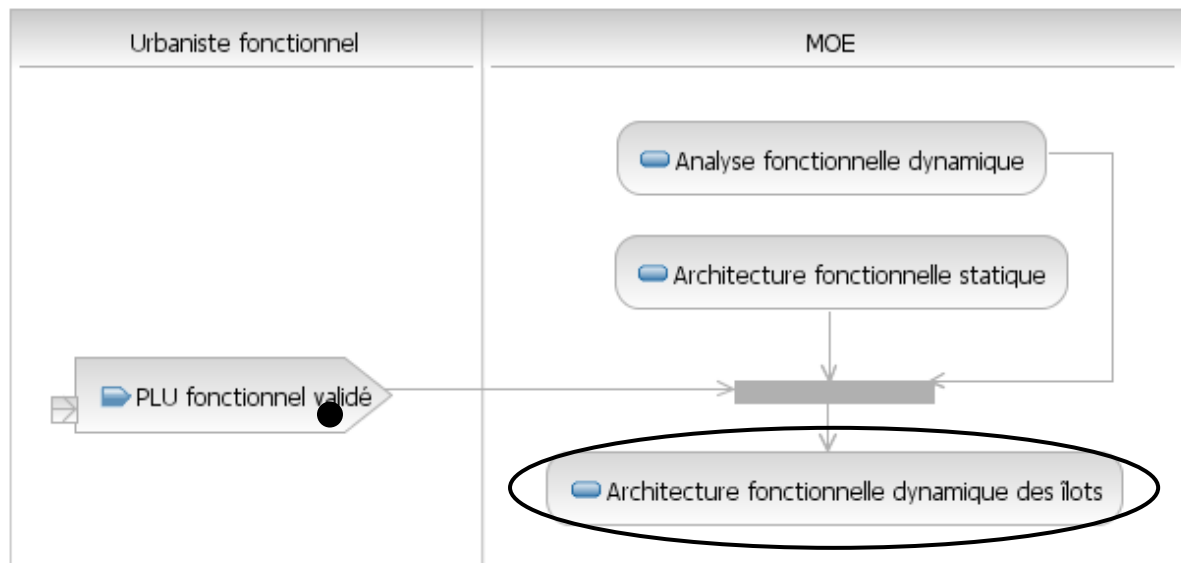 Urbaniste fonctionnel
MOE
Analyse fonctionnelle dynamique
Architecture fonctionnelle statique
PLU fonctionnel validé
Architecture fonctionnelle dynamique des îlots